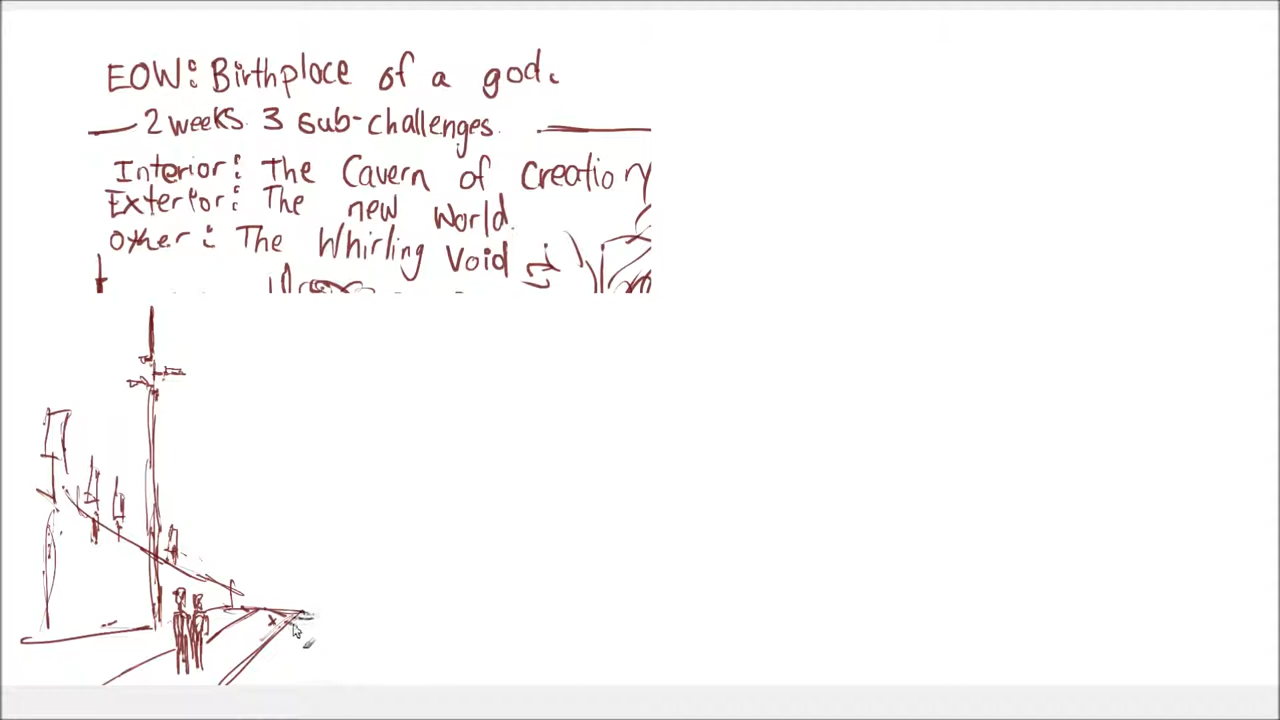 EOW: Birthplace of a god.
2 weeks 3 sub-challenges.
Interior: The Cavern of Creation
Exterior: The new World.
Other: The Whirling Void